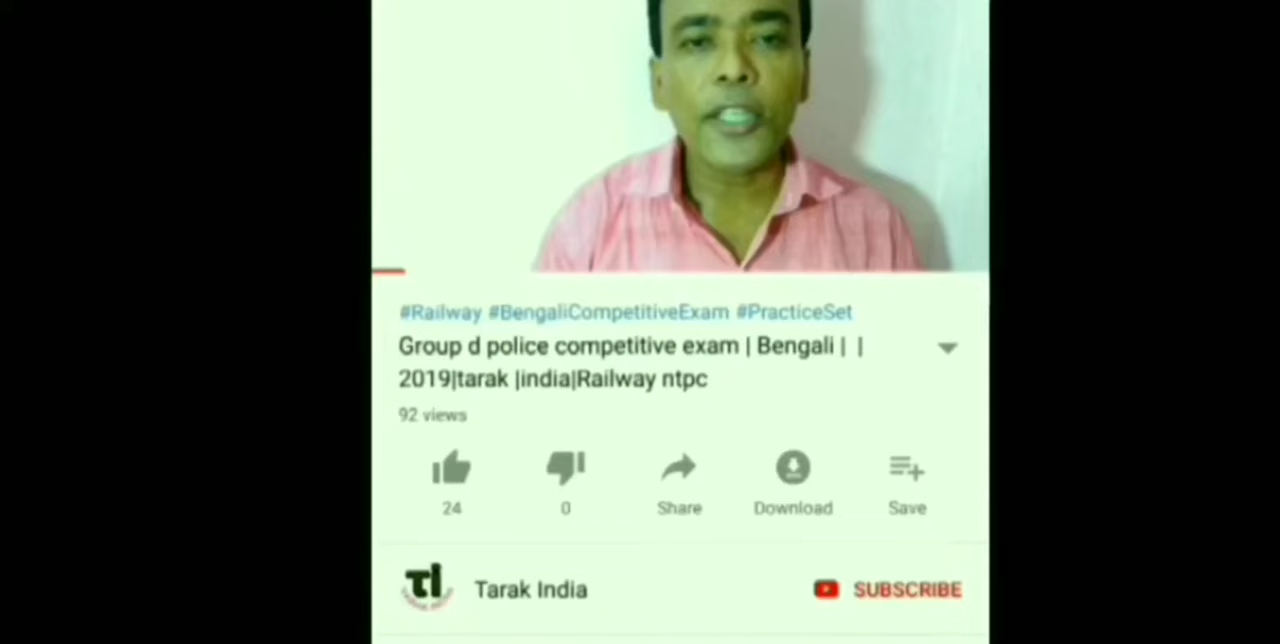 #Railway #BengaliCompetitiveExam #PracticeSet
Group d police competitive exam | Bengali | |
2019|tarak |india|Railway ntpc
92 views
24
0
Share
Download
Save
TI
Tarak India
SUBSCRIBE